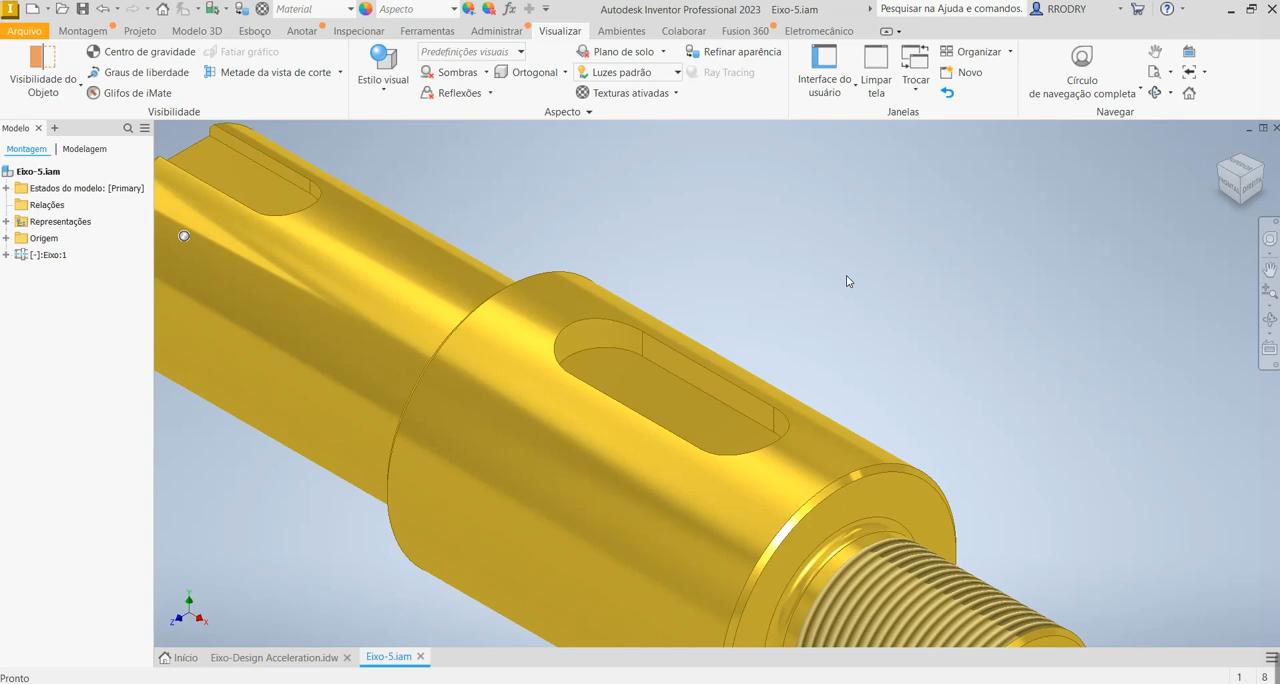 Material
Aspecto
Autodesk Inventor Professional 2023 Eixo-5.iam
Pesquisar na Ajuda e comandos.
RRODRY
Arquivo Montagem Projeto Modelo 3D Esboço Anotar Inspecionar Ferramentas Administrar Visualizar Ambientes Colaborar Fusion 360 Eletromecânico
Visibilidade do
Objeto
Centro de gravidade
Graus de liberdade
Glifos de iMate
Fatiar gráfico
Metade da vista de corte
Visibilidade
Estilo visual
Predefinições visuais
Sombras
Reflexões
Ortogonal
Plano de solo
Luzes padrão
Texturas ativadas
Refinar aparência
Ray Tracing
Aspecto
Interface do
usuário
Limpar
tela
Trocar
Organizar
Novo
Janelas
Círculo
de navegação completa
Navegar
Modelo
Montagem Modelagem
Eixo-5.iam
Estados do modelo: [Primary]
Relações
Representações
Origem
[-]:Eixo:1
SUPERIOR
FRONTAL
DIREITA
Y
Z
X
Início Eixo-Design Acceleration.idw Eixo-5.iam
Pronto
1 8